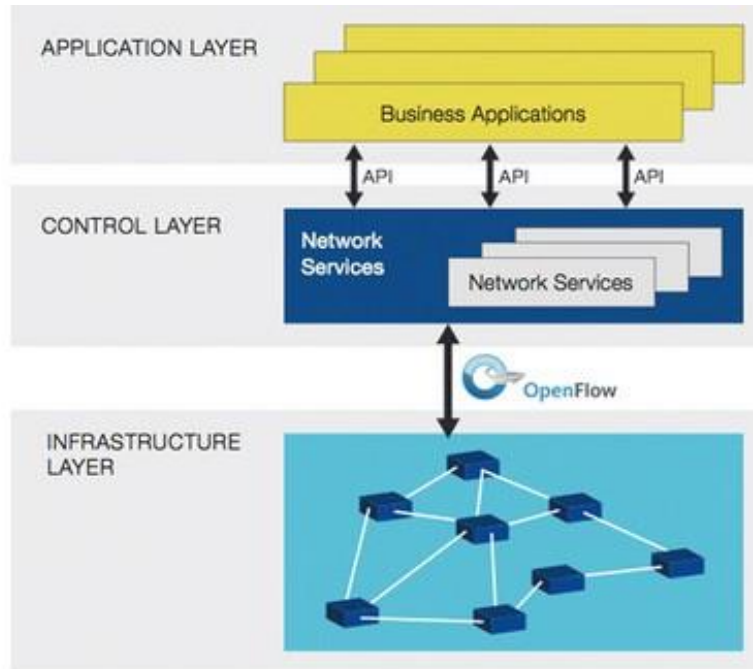 APPLICATION LAYER
Business Applications
API
API
API
CONTROL LAYER
Network
Services
Network Services
OpenFlow
INFRASTRUCTURE
LAYER